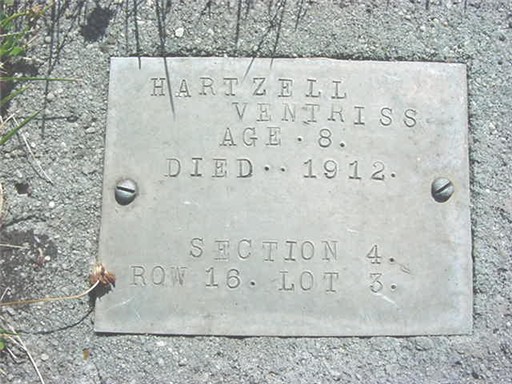 HARTZELL
VENTRISS
AGE . 8.
DIED.. 1912.
SECTION 4.
ROW 16. LOT 3.